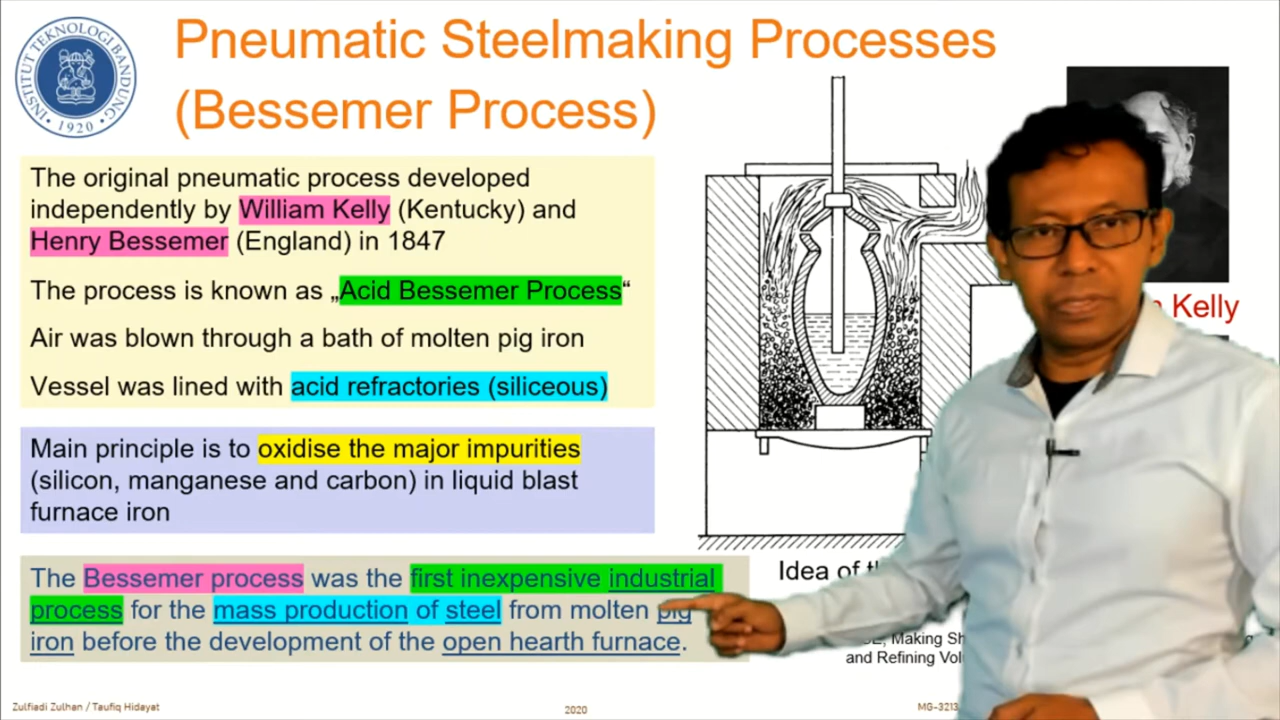 INSTITUT TEKNOLOGI BANDUNG
1920
Pneumatic Steelmaking Processes
(Bessemer Process)
The original pneumatic process developed
independently by William Kelly (Kentucky) and
Henry Bessemer (England) in 1847
The process is known as „Acid Bessemer Process“
Air was blown through a bath of molten pig iron
Vessel was lined with acid refractories (siliceous)
Main principle is to oxidise the major impurities
(silicon, manganese and carbon) in liquid blast
furnace iron
The Bessemer process was the first inexpensive industrial
process for the mass production of steel from molten pig
iron before the development of the open hearth furnace.
Kelly
Idea of
Making
and Refining
Zulfiadi Zulhan / Taufiq Hidayat
2020
MG-3213